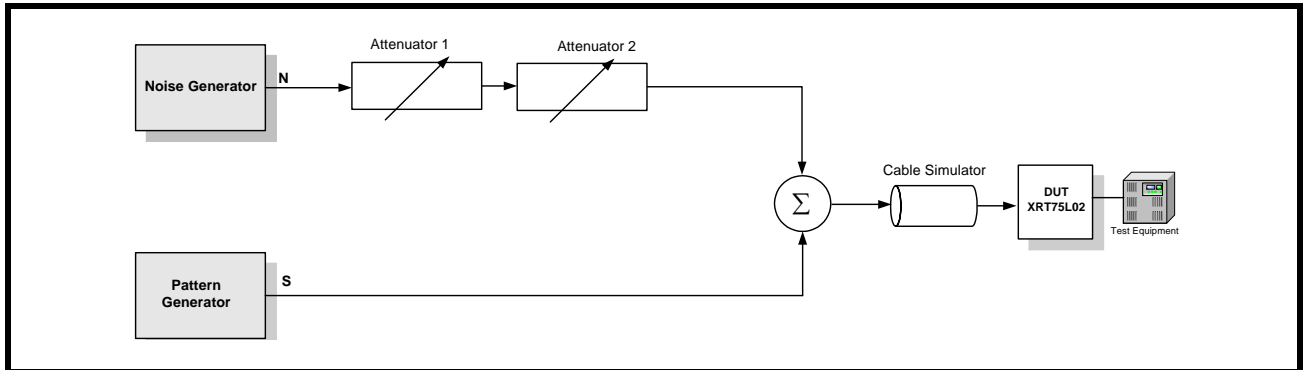 Attenuator 1
Attenuator 2
Noise Generator
N
Cable Simulator
Σ
DUT
XRT75L02
Test Equipment
Pattern
Generator
S